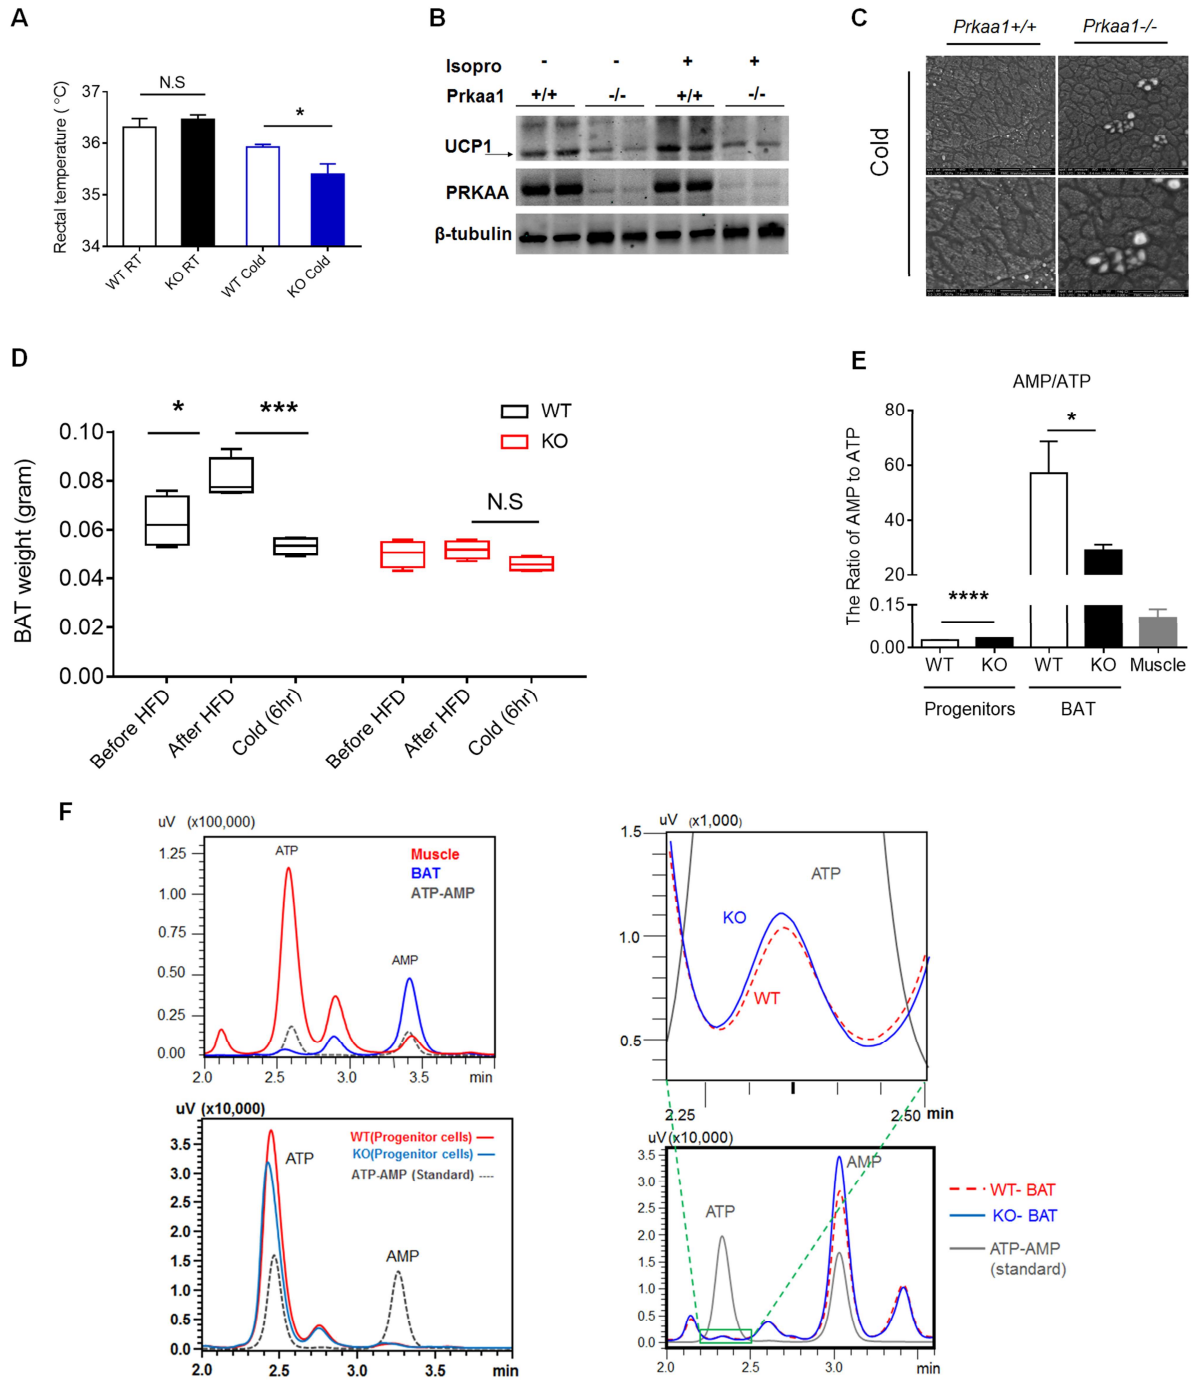 A
Rectal temperature ( °C)
37
36
35
34
N.S
*
WT RT
KO RT
WT Cold
KO Cold
B
Isopro - - + +
Prkaa1 +/+ -/- +/+ -/-
UCP1
PRKAA
β-tubulin
C
Prkaa1+/+ Prkaa1-/-
Cold
D
BAT weight (gram)
0.10
0.08
0.06
0.04
0.02
0.00
* ***
N.S
WT
KO
Before HFD
After HFD
Cold (6hr)
Before HFD
After HFD
Cold (6hr)
E
AMP/ATP
The Ratio of AMP to ATP
80
60
40
20
0.15
0.00
****
*
WT KO WT KO Muscle
Progenitors BAT
F
uV (x100,000)
1.25
1.00
0.75
0.50
0.25
0.00
ATP
AMP
Muscle
BAT
ATP-AMP
2.0 2.5 3.0 3.5 min
uV (x10,000)
3.5
3.0
2.5
2.0
1.5
1.0
0.5
0.0
ATP
AMP
WT(Progenitor cells)
KO(Progenitor cells)
ATP-AMP (Standard)
2.0 2.5 3.0 3.5 min
uV (x1,000)
1.5
1.0
0.5
ATP
KO
WT
2.25 2.50 min
uV (x10,000)
3.5
3.0
2.5
2.0
1.5
1.0
0.5
0.0
ATP
AMP
2.0 2.5 3.0 min
WT- BAT
KO- BAT
ATP-AMP
(standard)